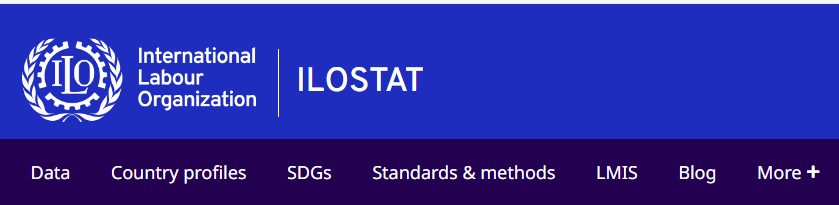 ILO
International
Labour
Organization
ILOSTAT
Data Country profiles SDGs Standards & methods LMIS Blog More +